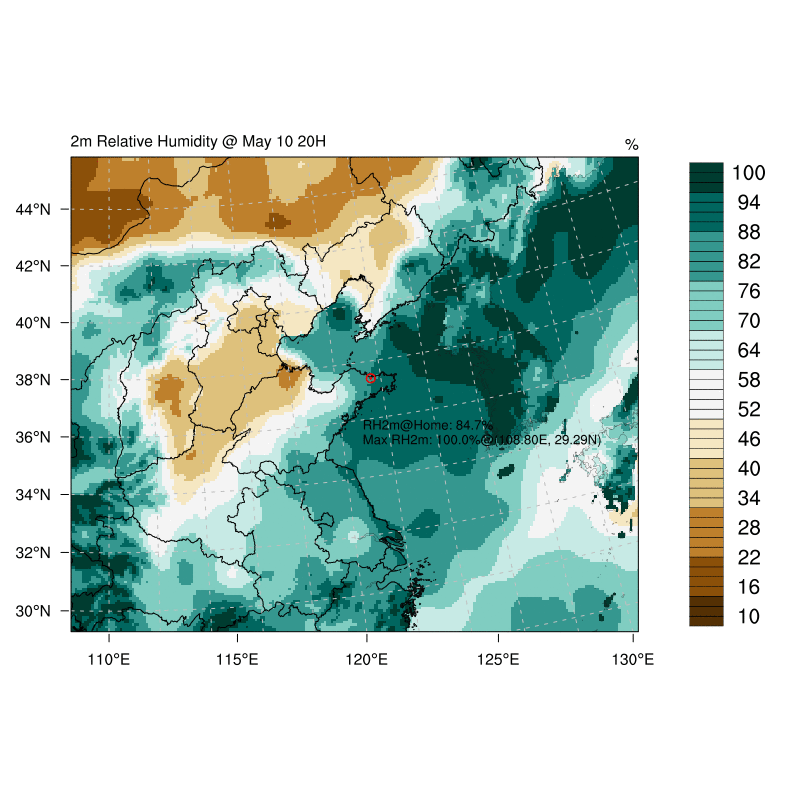 2m Relative Humidity @ May 10 20H
%
100
94
88
82
76
70
64
58
52
46
40
34
28
22
16
10
44°N
42°N
40°N
38°N
36°N
34°N
32°N
30°N
RH2m@Home: 84.7%
Max RH2m: 100.0%@(108.80E, 29.29N)
110°E
115°E
120°E
125°E
130°E